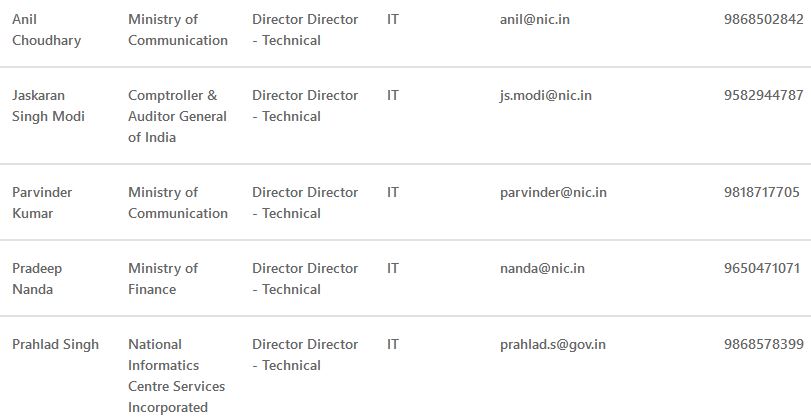 Anil Choudhary Ministry of Communication Director Director - Technical IT anil@nic.in 9868502842
Jaskaran Singh Modi Comptroller & Auditor General of India Director Director - Technical IT js.modi@nic.in 9582944787
Parvinder Kumar Ministry of Communication Director Director - Technical IT parvinder@nic.in 9818717705
Pradeep Nanda Ministry of Finance Director Director - Technical IT nanda@nic.in 9650471071
Prahlad Singh National Informatics Centre Services Incorporated Director Director - Technical IT prahlad.s@gov.in 9868578399